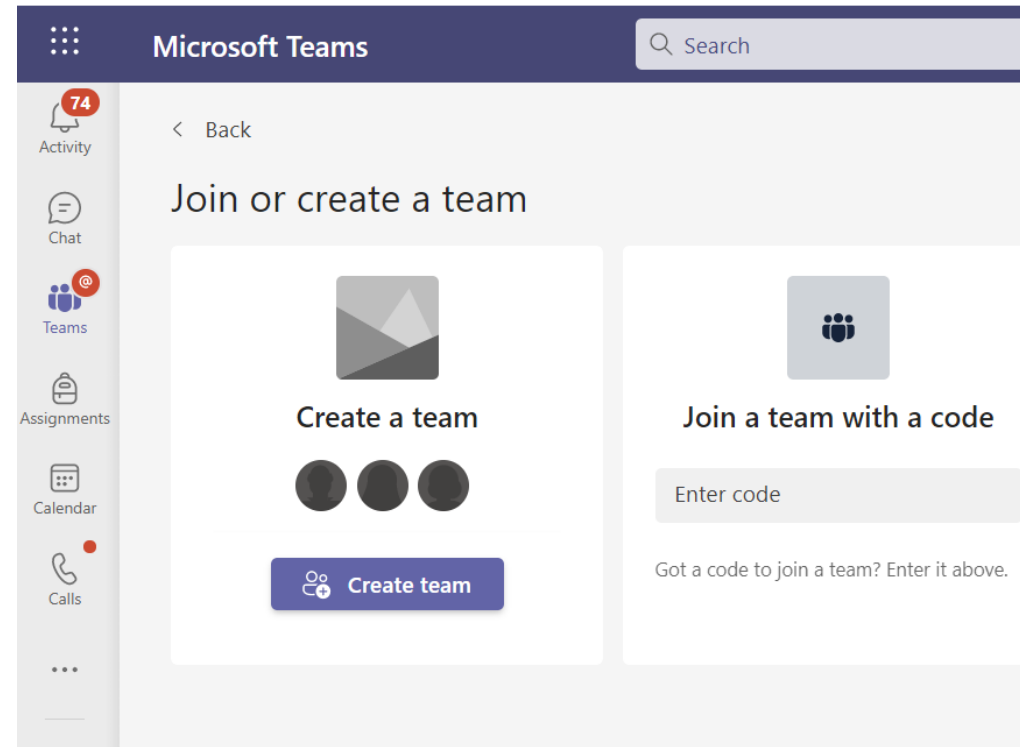 Microsoft Teams
Search
74
Activity
Chat
@
Teams
Assignments
Calendar
Calls
Back
Join or create a team
Create a team
Create team
Join a team with a code
Enter code
Got a code to join a team? Enter it above.